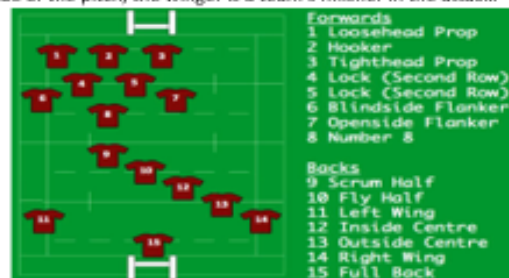 Forwards
1 Loosehead Prop
2 Hooker
3 Tighthead Prop
4 Lock (Second Row)
5 Lock (Second Row)
6 Blindside Flanker
7 Openside Flanker
8 Number 8
Backs
9 Scrum Half
10 Fly Half
11 Left Wing
12 Inside Centre
13 Outside Centre
14 Right Wing
15 Full Back
1 2 3
4 5
6 7
8
9
10
12
13
11 14
15